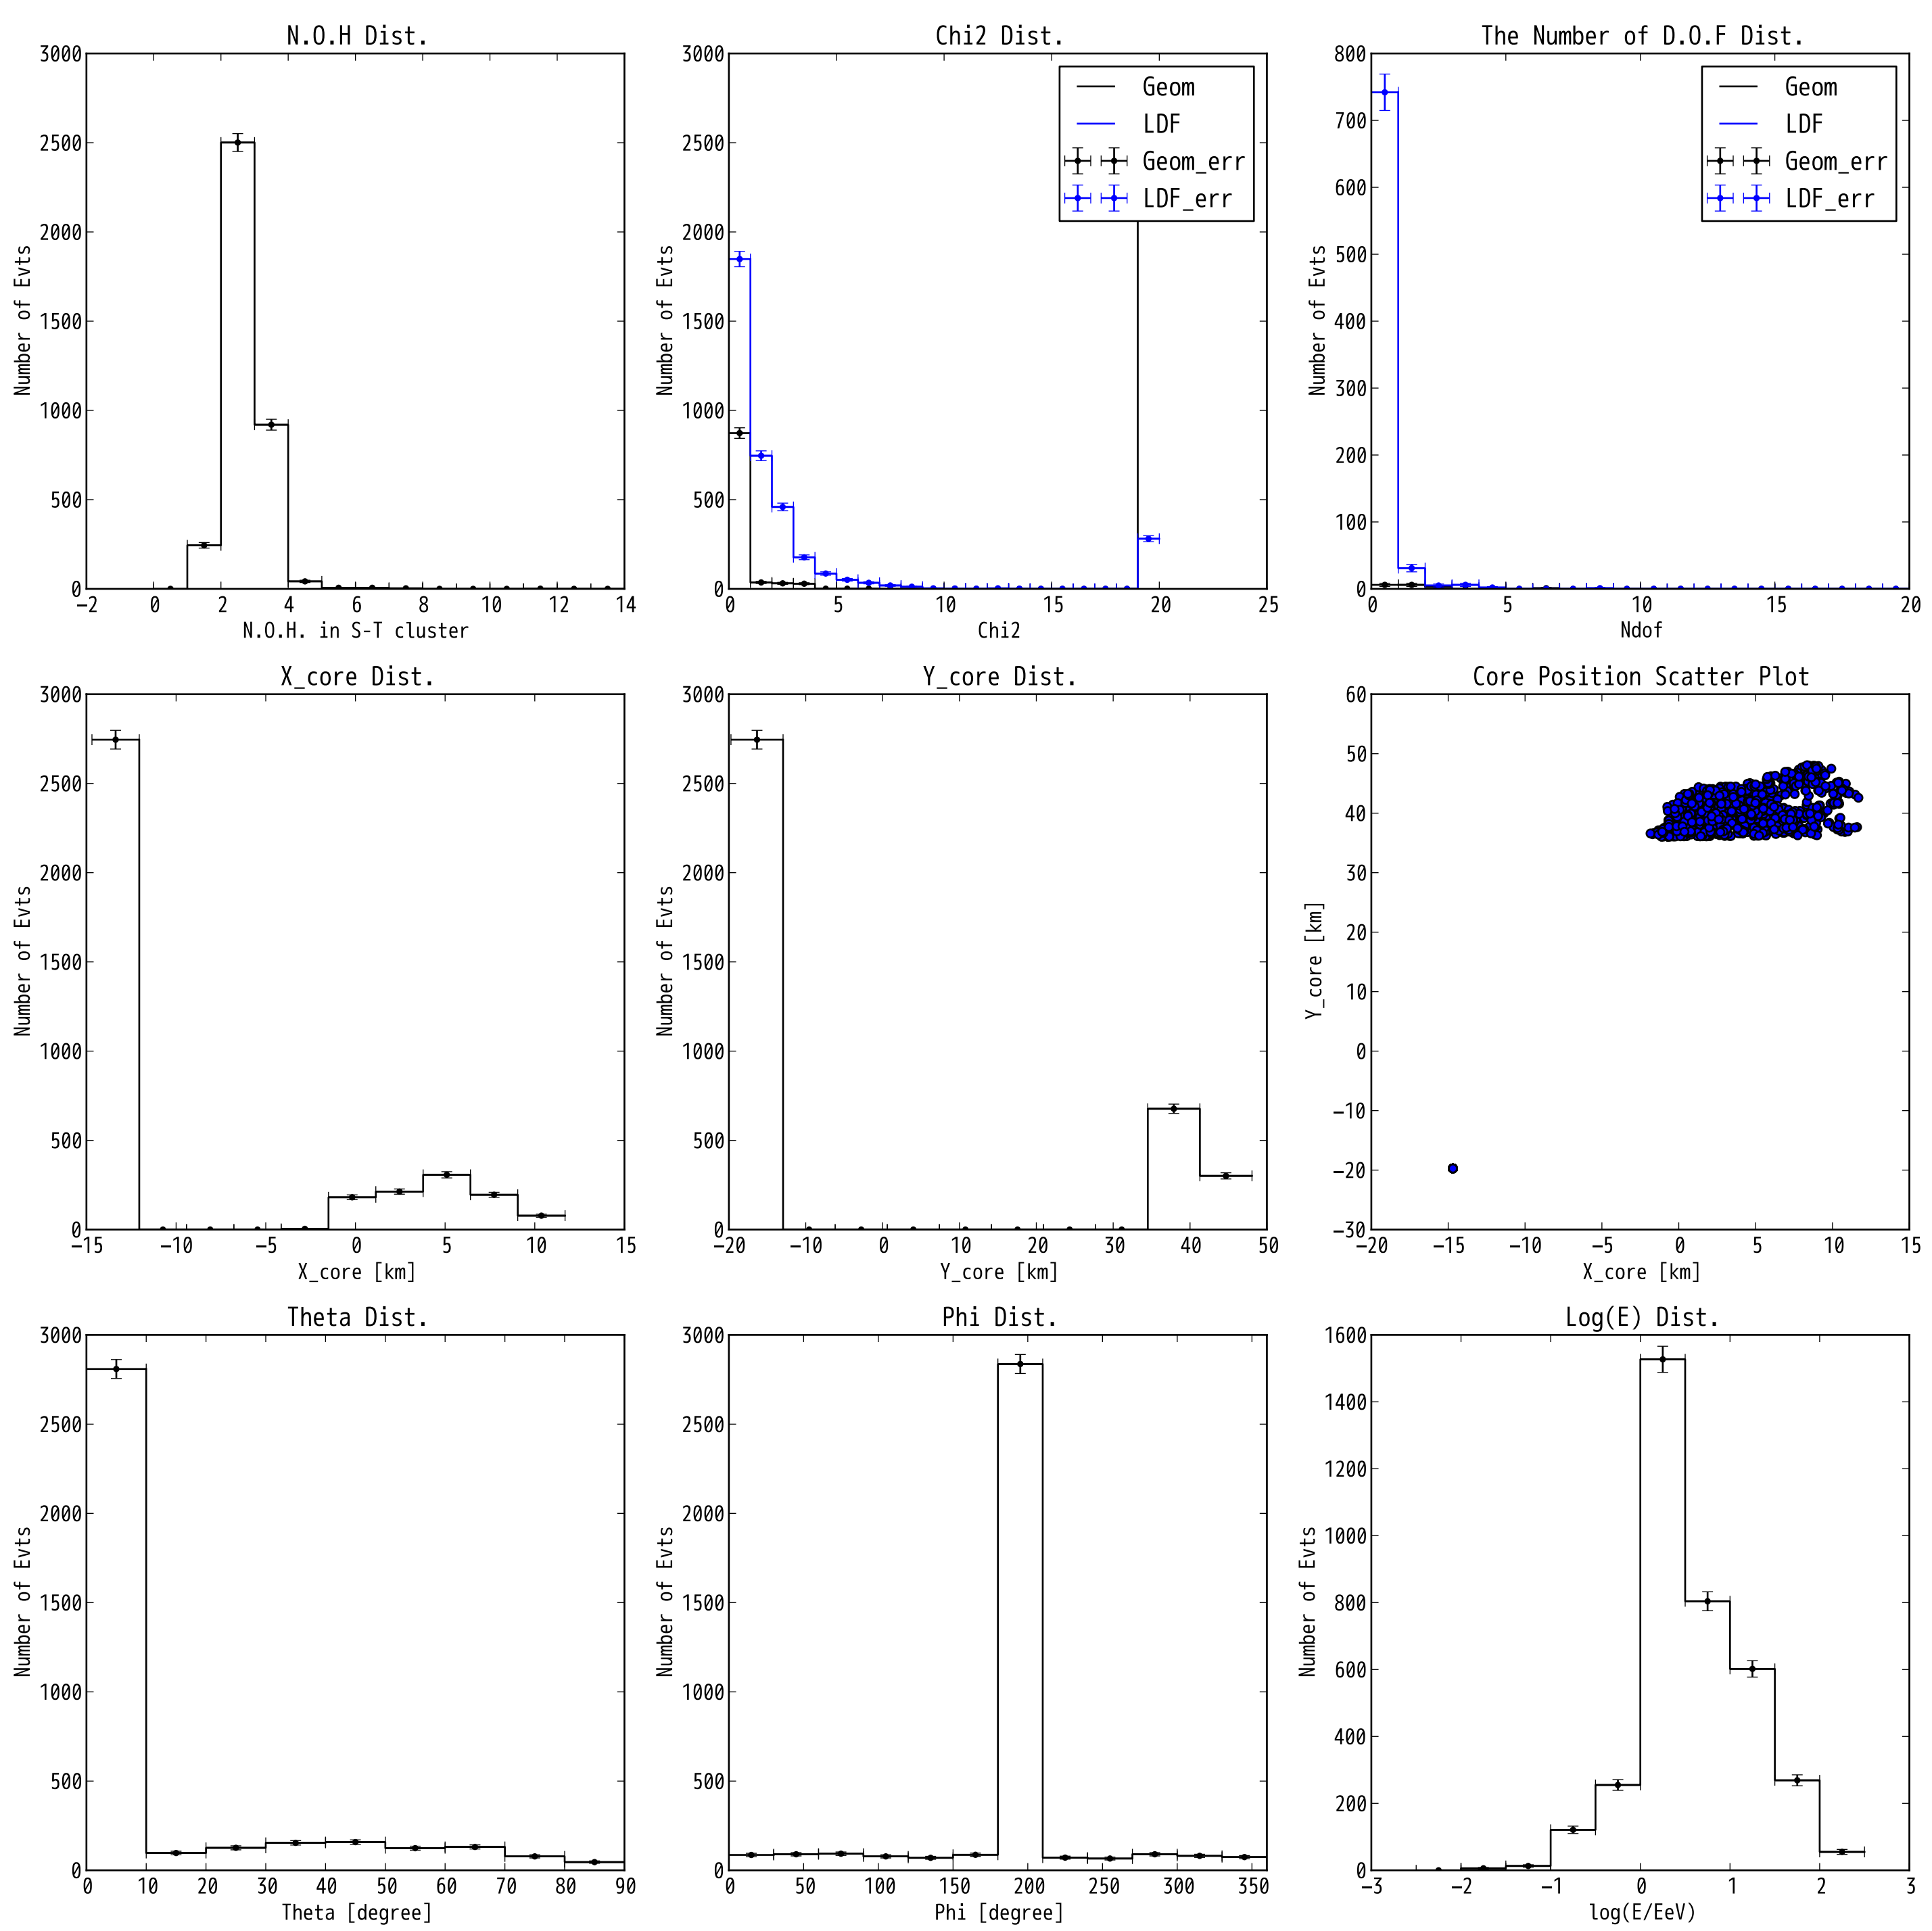 N.O.H Dist.
3000
2500
2000
1500
1000
500
0
Number of Evts
−2 0 2 4 6 8 10 12 14
N.O.H. in S-T cluster
Chi2 Dist.
3000
2500
2000
1500
1000
500
0
Number of Evts
Geom
LDF
Geom_err
LDF_err
0 5 10 15 20 25
Chi2
The Number of D.O.F Dist.
800
700
600
500
400
300
200
100
0
Number of Evts
Geom
LDF
Geom_err
LDF_err
0 5 10 15 20
Ndof
X_core Dist.
3000
2500
2000
1500
1000
500
0
Number of Evts
−15 −10 −5 0 5 10 15
X_core [km]
Y_core Dist.
3000
2500
2000
1500
1000
500
0
Number of Evts
−20 −10 0 10 20 30 40 50
Y_core [km]
Core Position Scatter Plot
60
50
40
30
20
10
0
−10
−20
−30
Y_core [km]
−20 −15 −10 −5 0 5 10 15
X_core [km]
Theta Dist.
3000
2500
2000
1500
1000
500
0
Number of Evts
0 10 20 30 40 50 60 70 80 90
Theta [degree]
Phi Dist.
3000
2500
2000
1500
1000
500
0
Number of Evts
0 50 100 150 200 250 300 350
Phi [degree]
Log(E) Dist.
1600
1400
1200
1000
800
600
400
200
0
Number of Evts
−3 −2 −1 0 1 2 3
log(E/EeV)